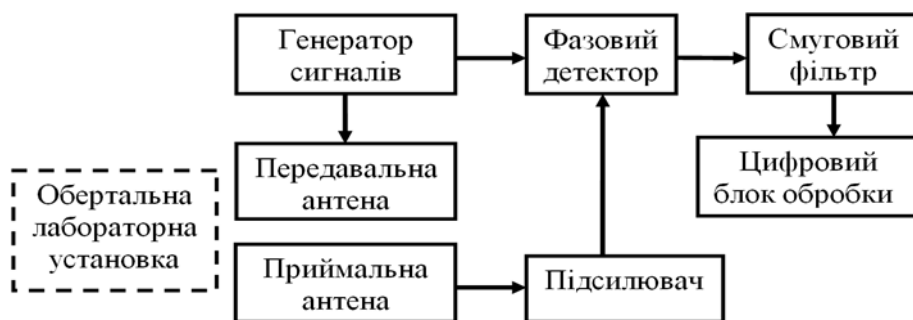 Генератор
сигналів
Фазовий
детектор
Смуговий
фільтр
Передавальна
антена
Цифровий
блок обробки
Обертальна
лабораторна
установка
Приймальна
антена
Підсилювач